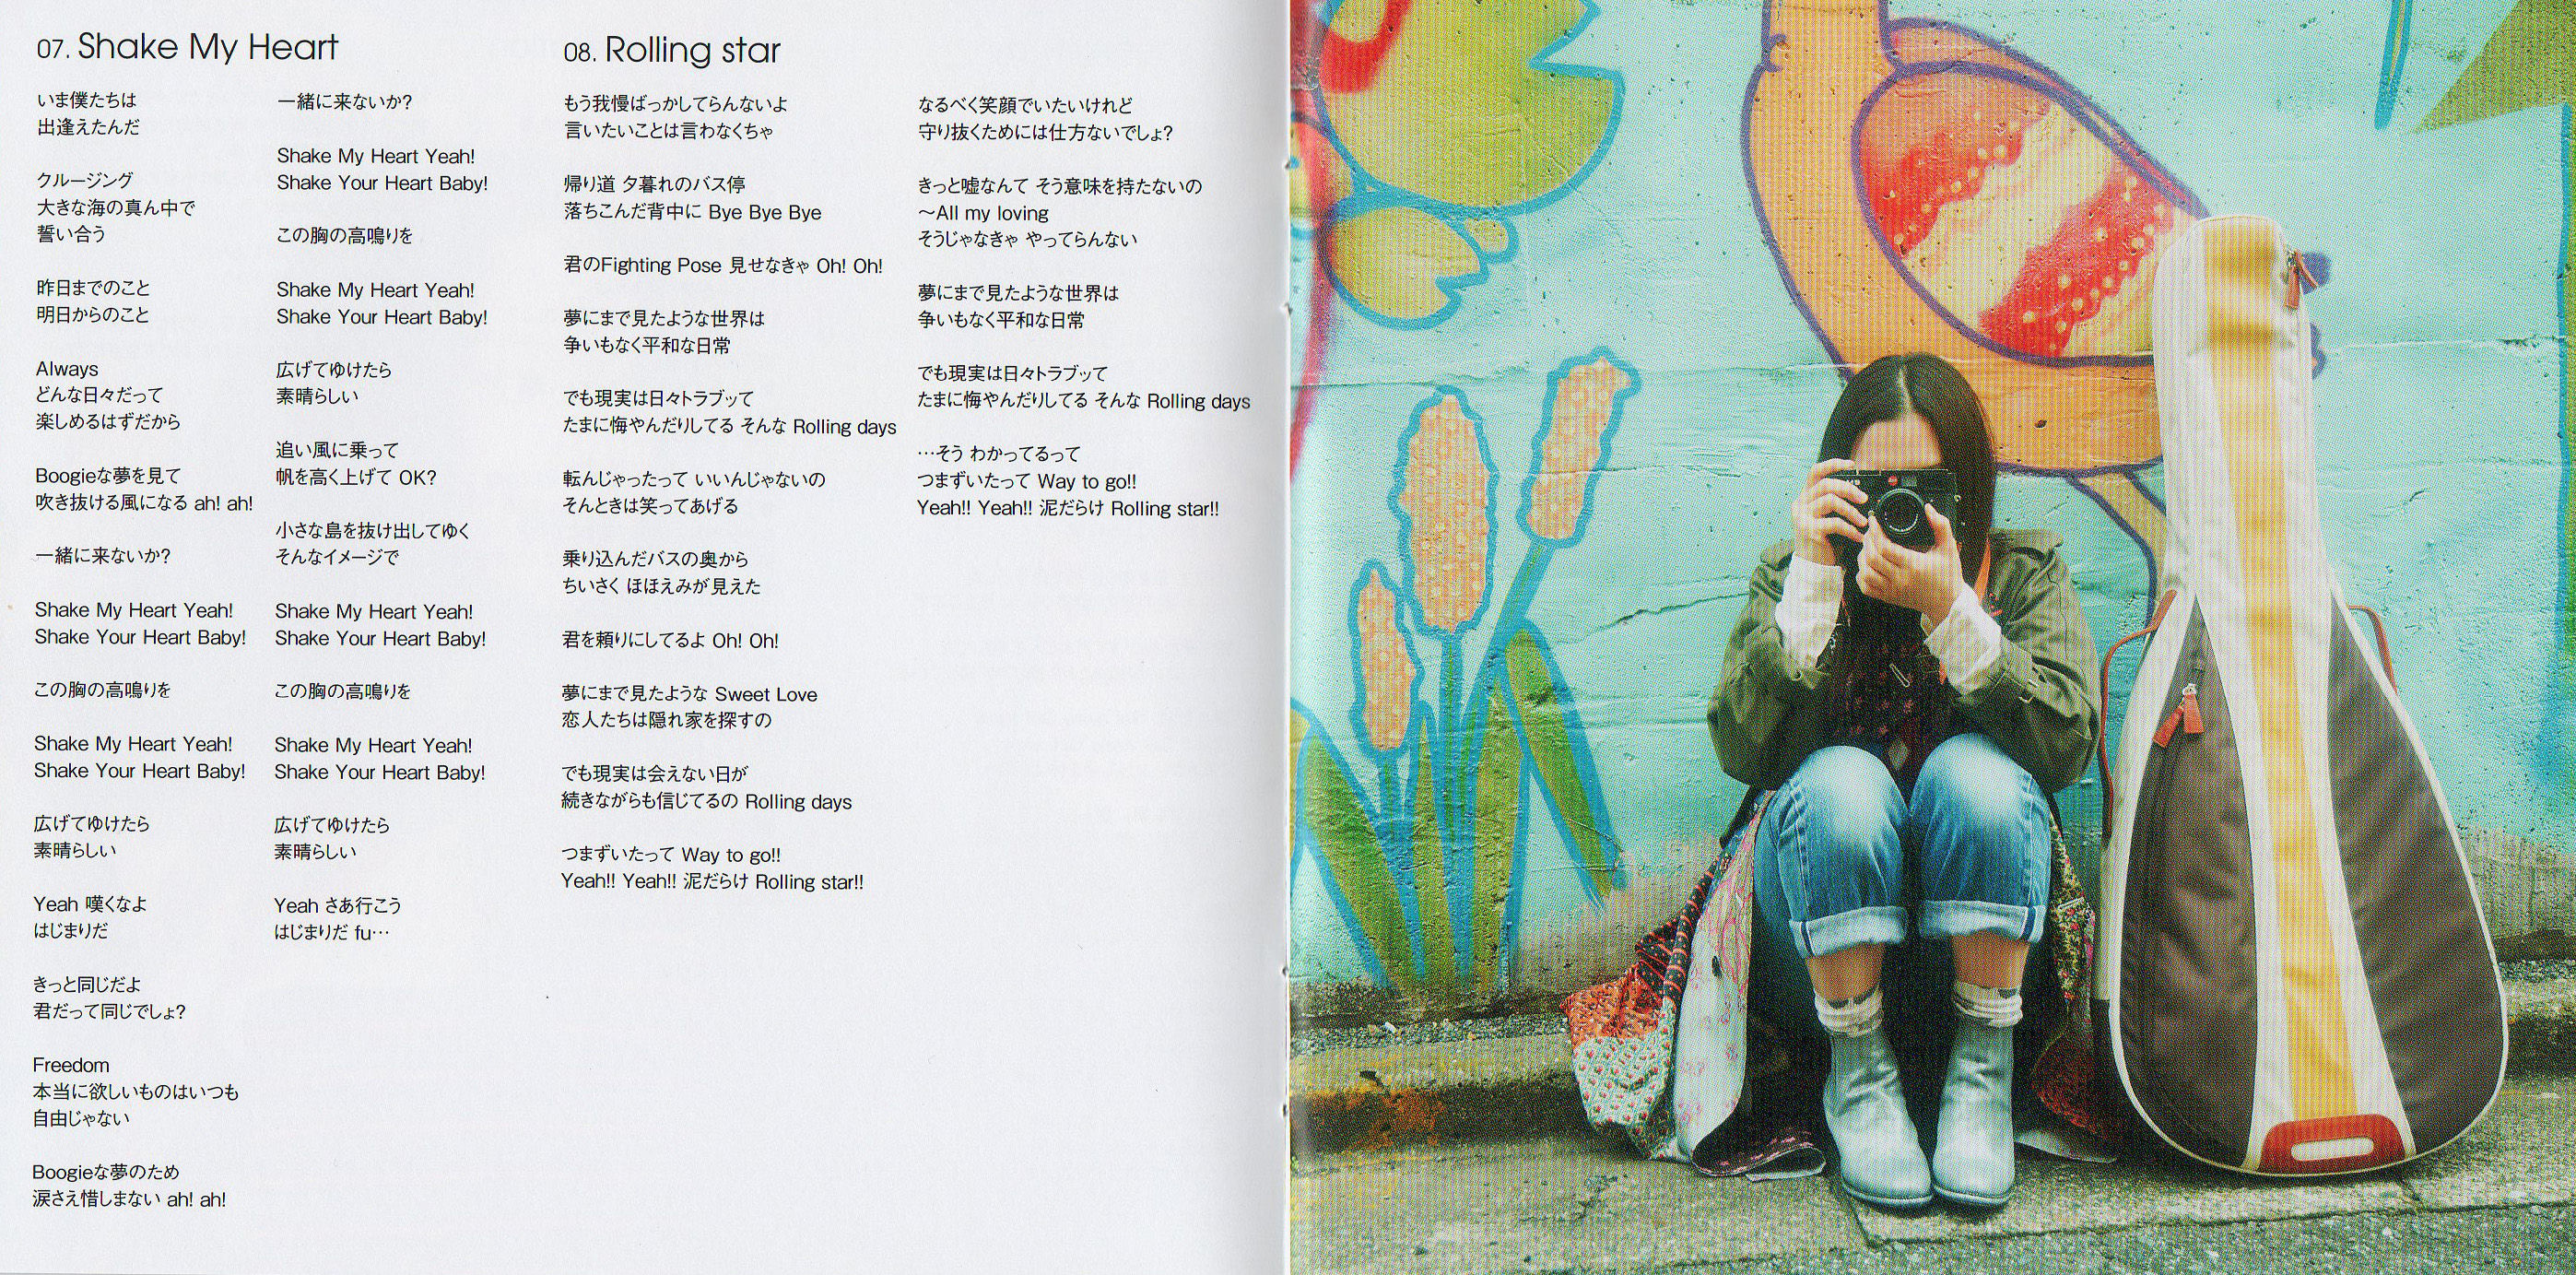 07. Shake My Heart
いま僕たちは
出逢えたんだ
クルージング
大きな海の真ん中で
誓い合う
昨日までのこと
明日からのこと
Always
どんな日々だって
楽しめるはずだから
Boogieな夢を見て
吹き抜ける風になる ah! ah!
一緒に来ないか?
Shake My Heart Yeah!
Shake Your Heart Baby!
この胸の高鳴りを
Shake My Heart Yeah!
Shake Your Heart Baby!
広げてゆけたら
素晴らしい
Yeah 嘆くなよ
はじまりだ
きっと同じだよ
君だって同じでしょ?
Freedom
本当に欲しいものはいつも
自由じゃない
Boogieな夢のため
涙さえ惜しまない ah! ah!
一緒に来ないか?
Shake My Heart Yeah!
Shake Your Heart Baby!
この胸の高鳴りを
Shake My Heart Yeah!
Shake Your Heart Baby!
広げてゆけたら
素晴らしい
追い風に乗って
帆を高く上げて OK?
小さな島を抜け出してゆく
そんなイメージで
Shake My Heart Yeah!
Shake Your Heart Baby!
この胸の高鳴りを
Shake My Heart Yeah!
Shake Your Heart Baby!
広げてゆけたら
素晴らしい
Yeah さあ行こう
はじまりだ fu…
08. Rolling star
もう我慢ばっかしてらんないよ
言いたいことは言わなくちゃ
帰り道 夕暮れのバス停
落ちこんだ背中に Bye Bye Bye
君のFighting Pose 見せなきゃ Oh! Oh!
夢にまで見たような世界は
争いもなく平和な日常
でも現実は日々トラブッて
たまに悔やんだりしてる そんな Rolling days
転んじゃったって いいんじゃないの
そんときは笑ってあげる
乗り込んだバスの奥から
ちいさく ほほえみが見えた
君を頼りにしてるよ Oh! Oh!
夢にまで見たような Sweet Love
恋人たちは隠れ家を探すの
でも現実は会えない日が
続きながらも信じてるの Rolling days
つまずいたって Way to go!!
Yeah!! Yeah!! 泥だらけ Rolling star!!
なるべく笑顔でいたいけれど
守り抜くためには仕方ないでしょ?
きっと嘘なんて そう意味を持たないの
～All my loving
そうじゃなきゃ やってらんない
夢にまで見たような世界は
争いもなく平和な日常
でも現実は日々トラブッて
たまに悔やんだりしてる そんな Rolling days
…そう わかってるって
つまずいたって Way to go!!
Yeah!! Yeah!! 泥だらけ Rolling star!!